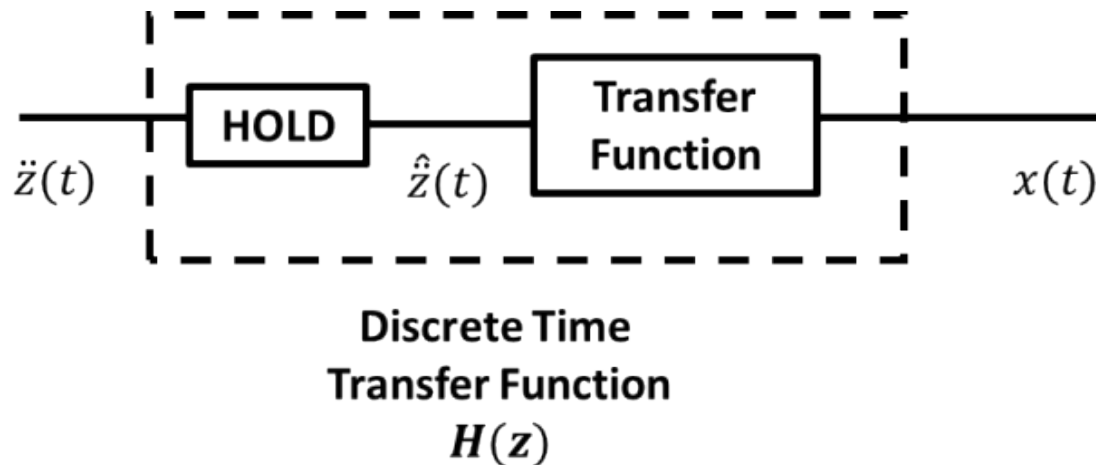 HOLD
Transfer
Function
z̈(t)
z̈̂(t)
x(t)
Discrete Time
Transfer Function
H(z)